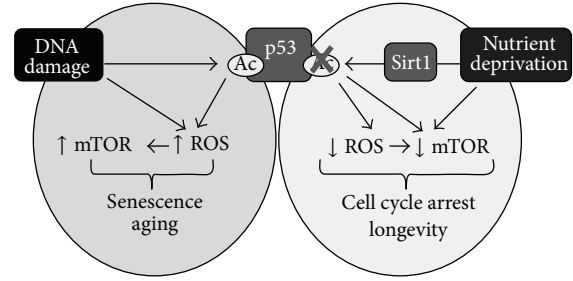 DNA
damage
Ac
p53
Ac
Sirt1
Nutrient
deprivation
↑ mTOR ← ↑ ROS
↓ ROS → ↓ mTOR
Senescence
aging
Cell cycle arrest
longevity